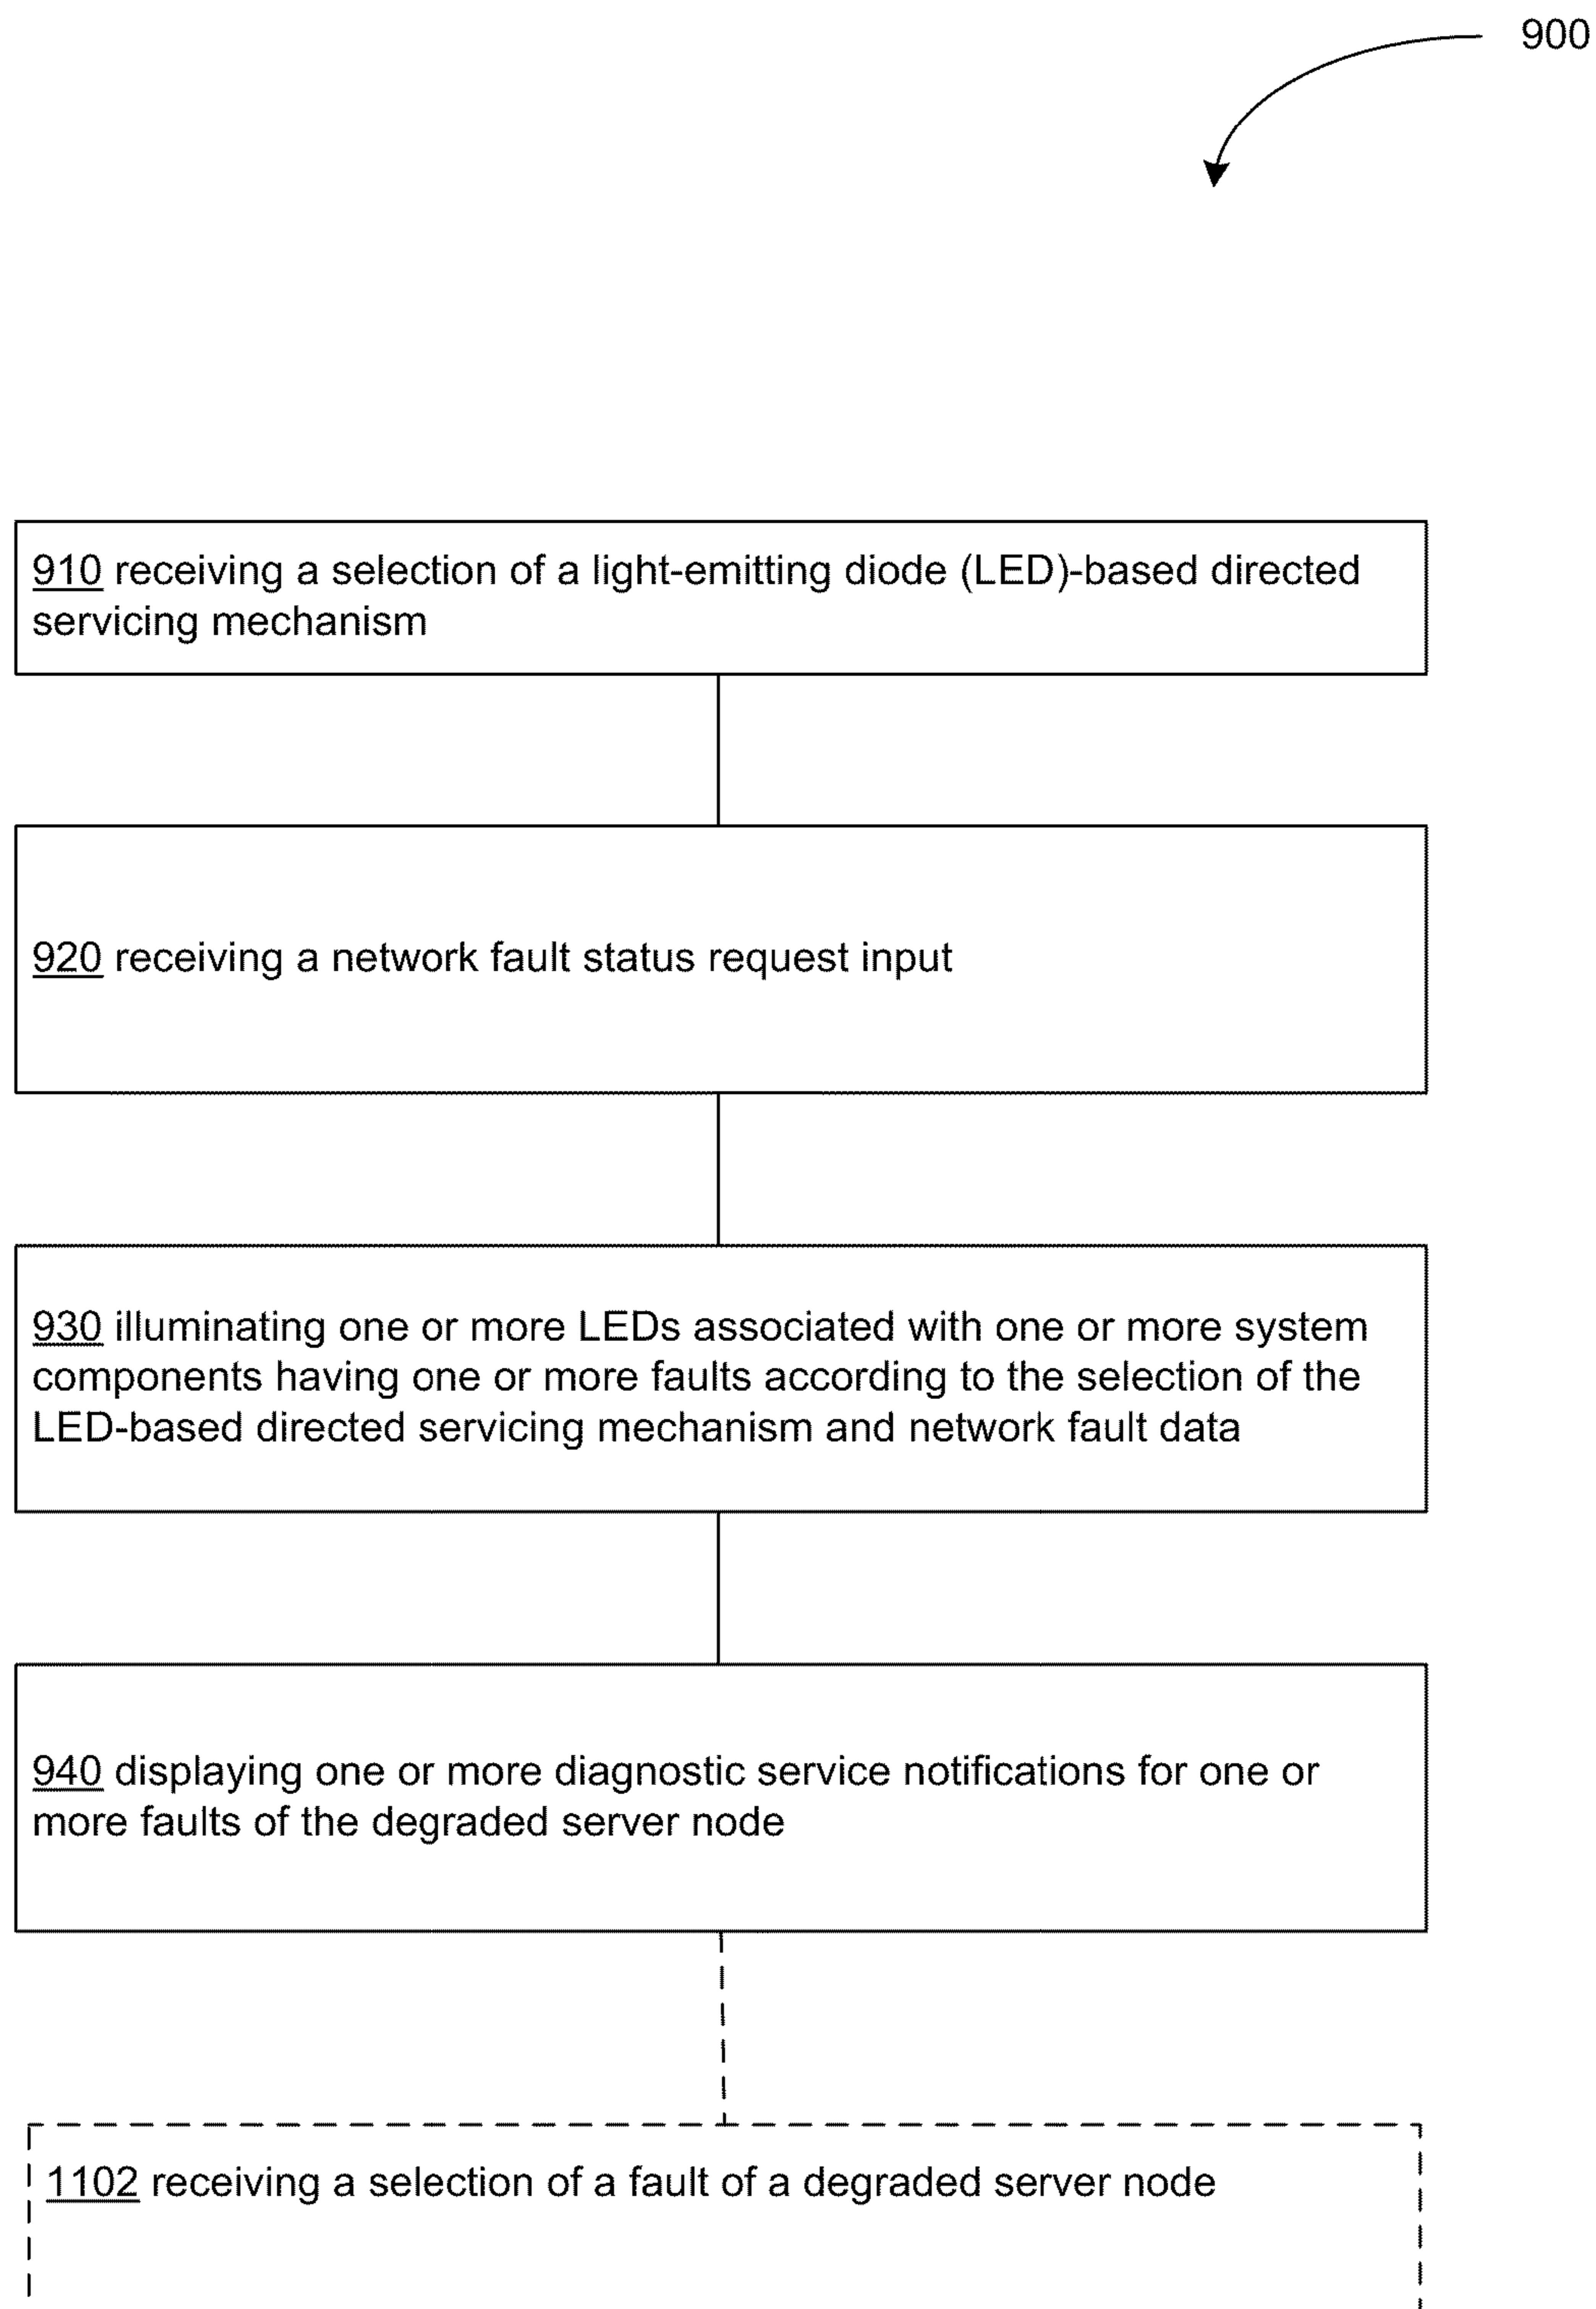 900
910 receiving a selection of a light-emitting diode (LED)-based directed
servicing mechanism
920 receiving a network fault status request input
930 illuminating one or more LEDs associated with one or more system
components having one or more faults according to the selection of the
LED-based directed servicing mechanism and network fault data
940 displaying one or more diagnostic service notifications for one or
more faults of the degraded server node
1102 receiving a selection of a fault of a degraded server node